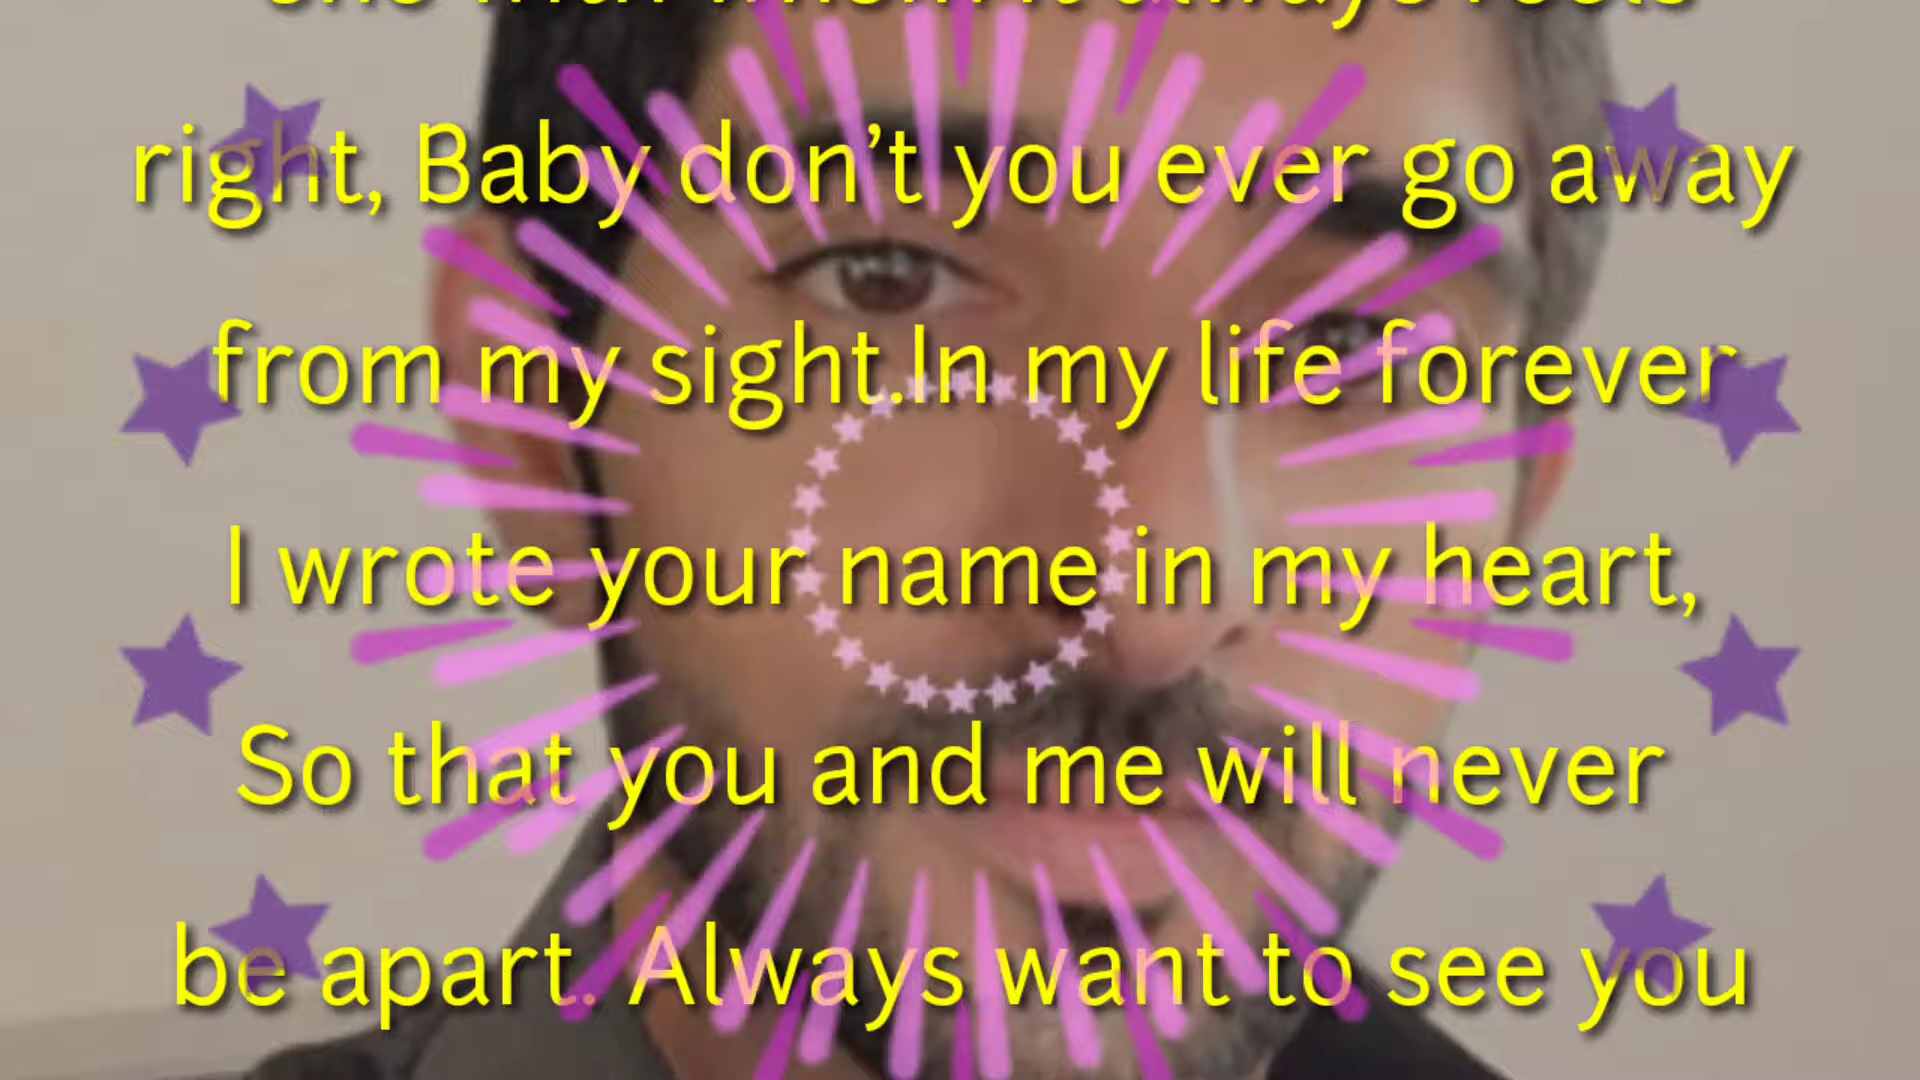 right, Baby don’t you ever go away
from my sight.In my life forever
I wrote your name in my heart,
So that you and me will never
be apart. Always want to see you